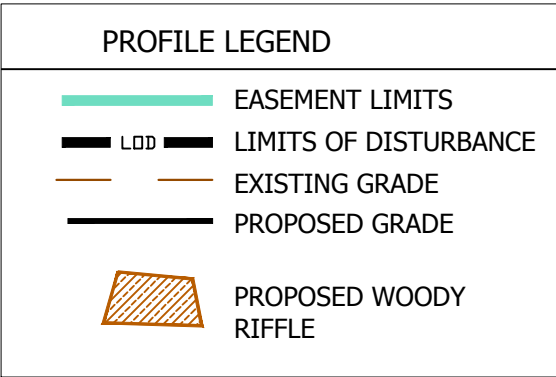 PROFILE LEGEND
EASEMENT LIMITS
LOD LIMITS OF DISTURBANCE
EXISTING GRADE
PROPOSED GRADE
PROPOSED WOODY
RIFFLE